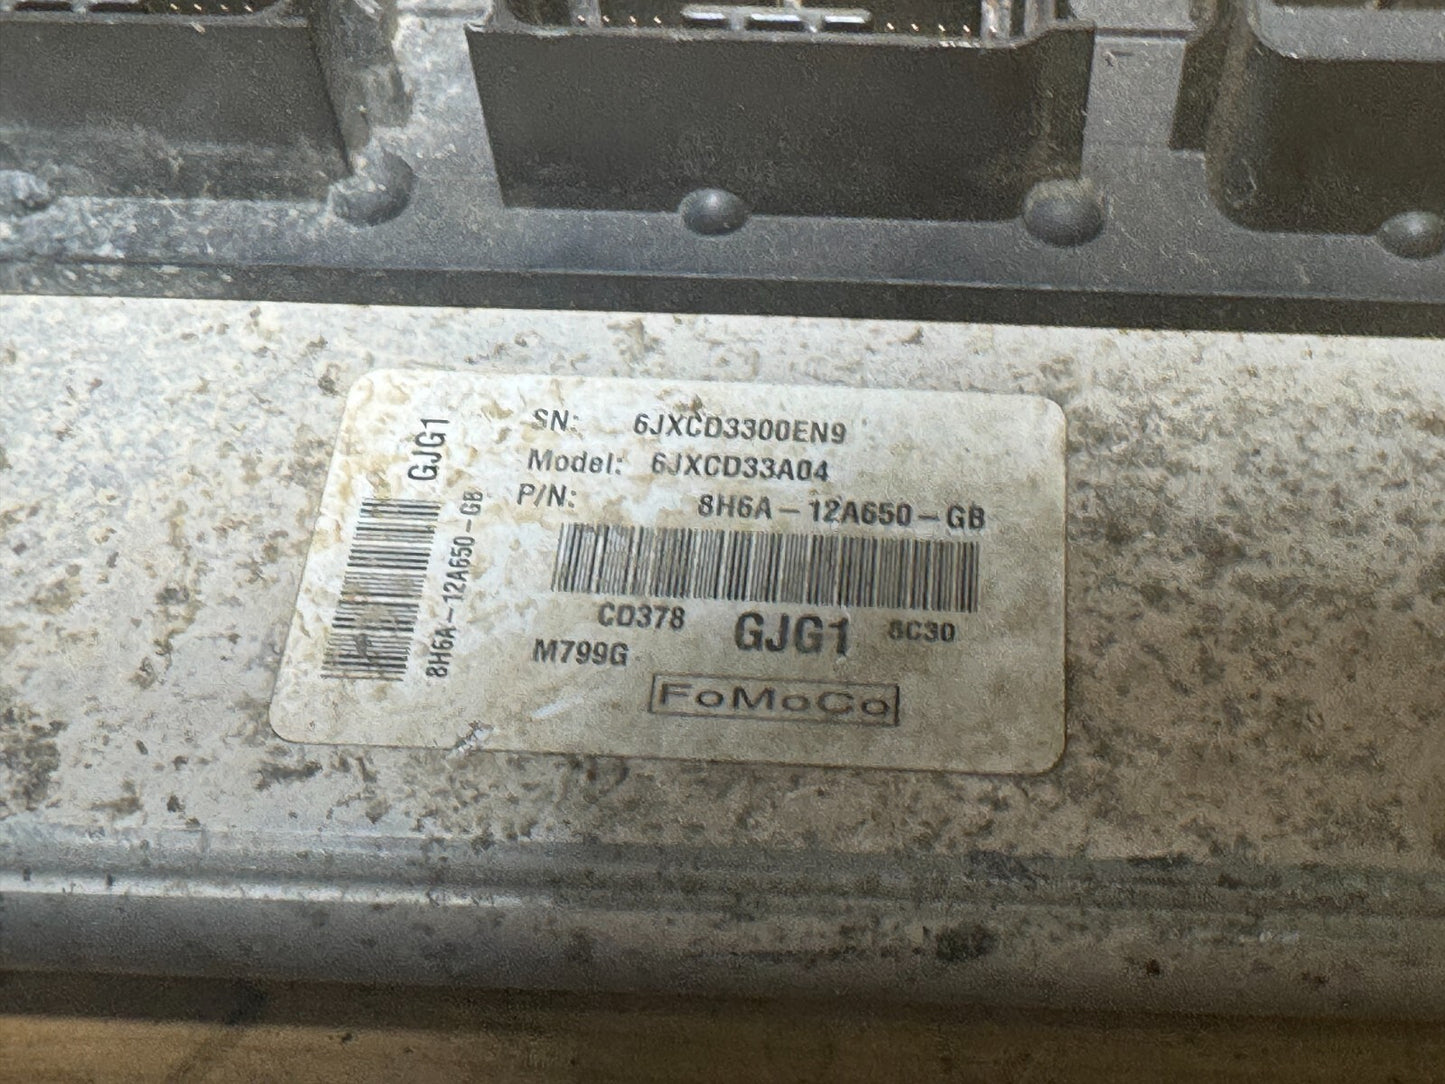 GJG1
8H6A-12A650-GB
SN: 6JXCD3300EN9
Model: 6JXCD33A04
P/N: 8H6A-12A650-GB
CD378 GJG1 8C30
M799G
FoMoCo